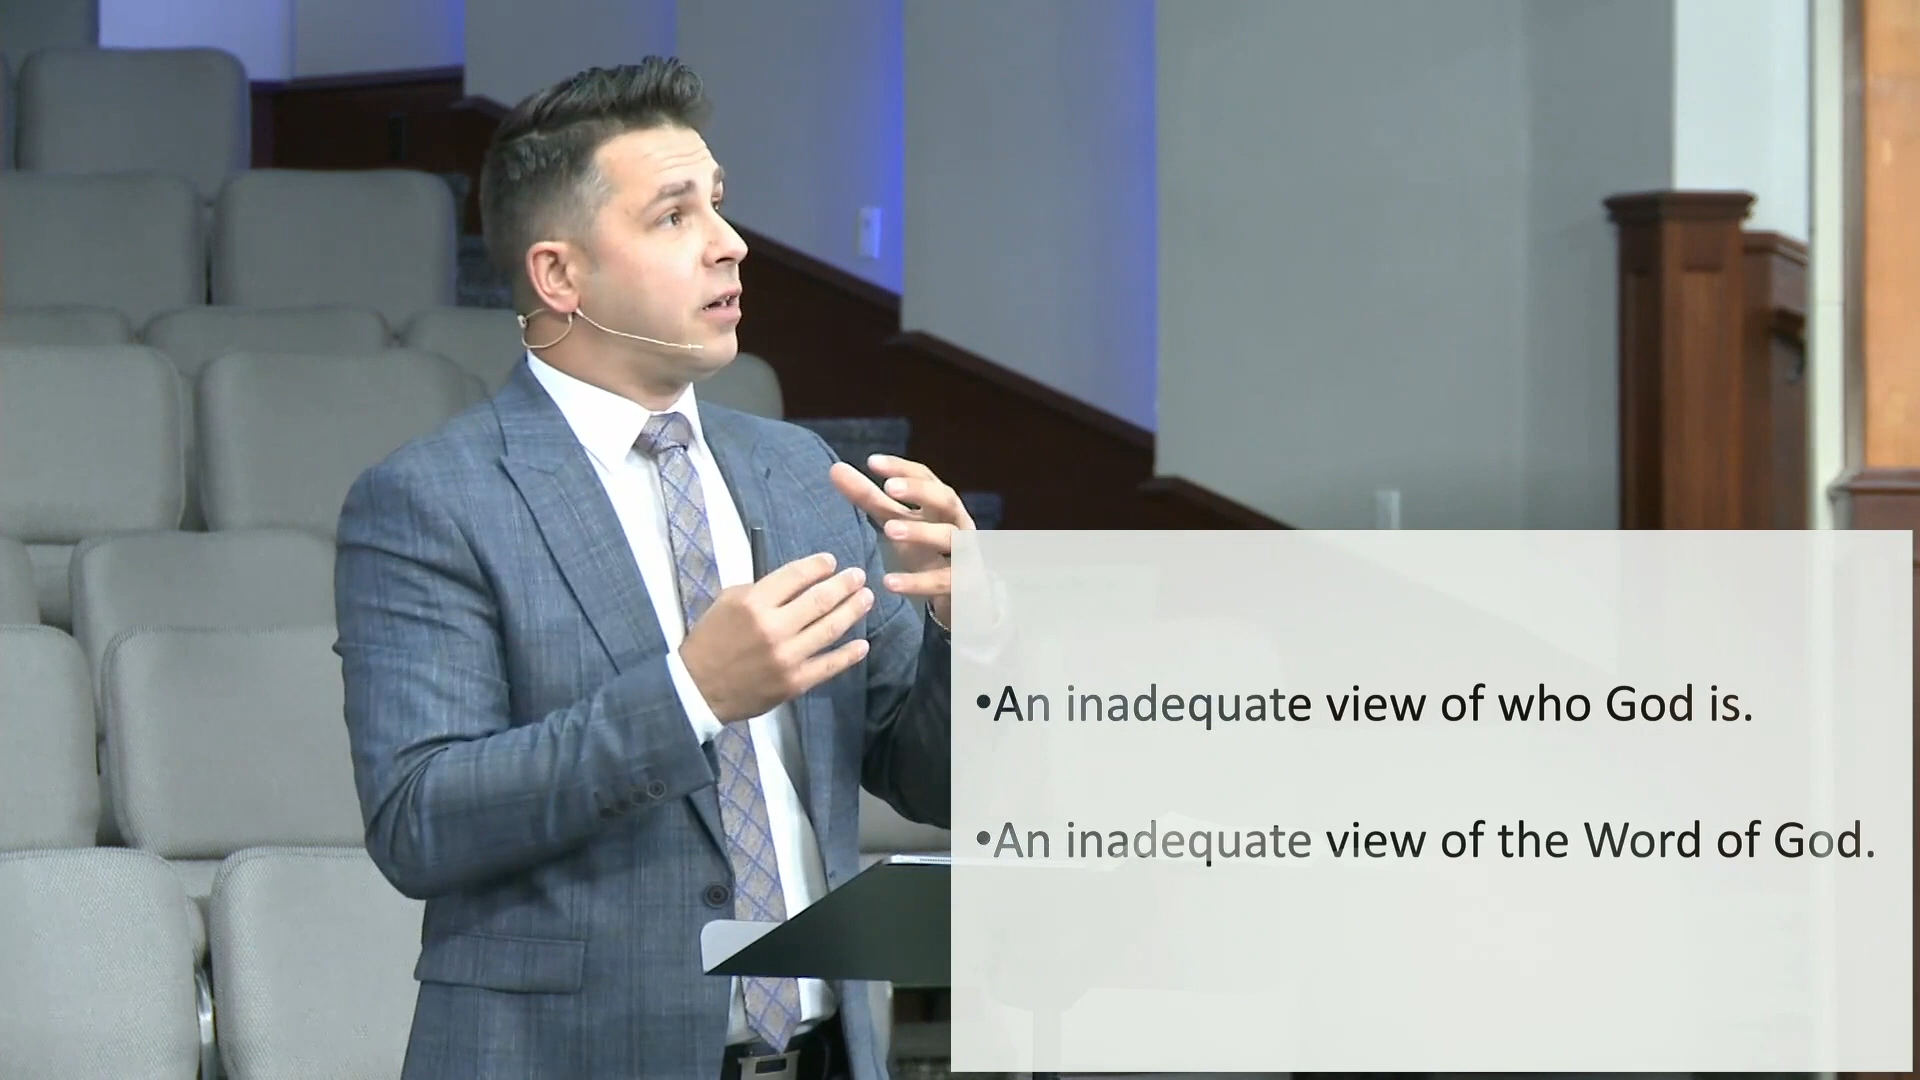 •An inadequate view of who God is.
•An inadequate view of the Word of God.